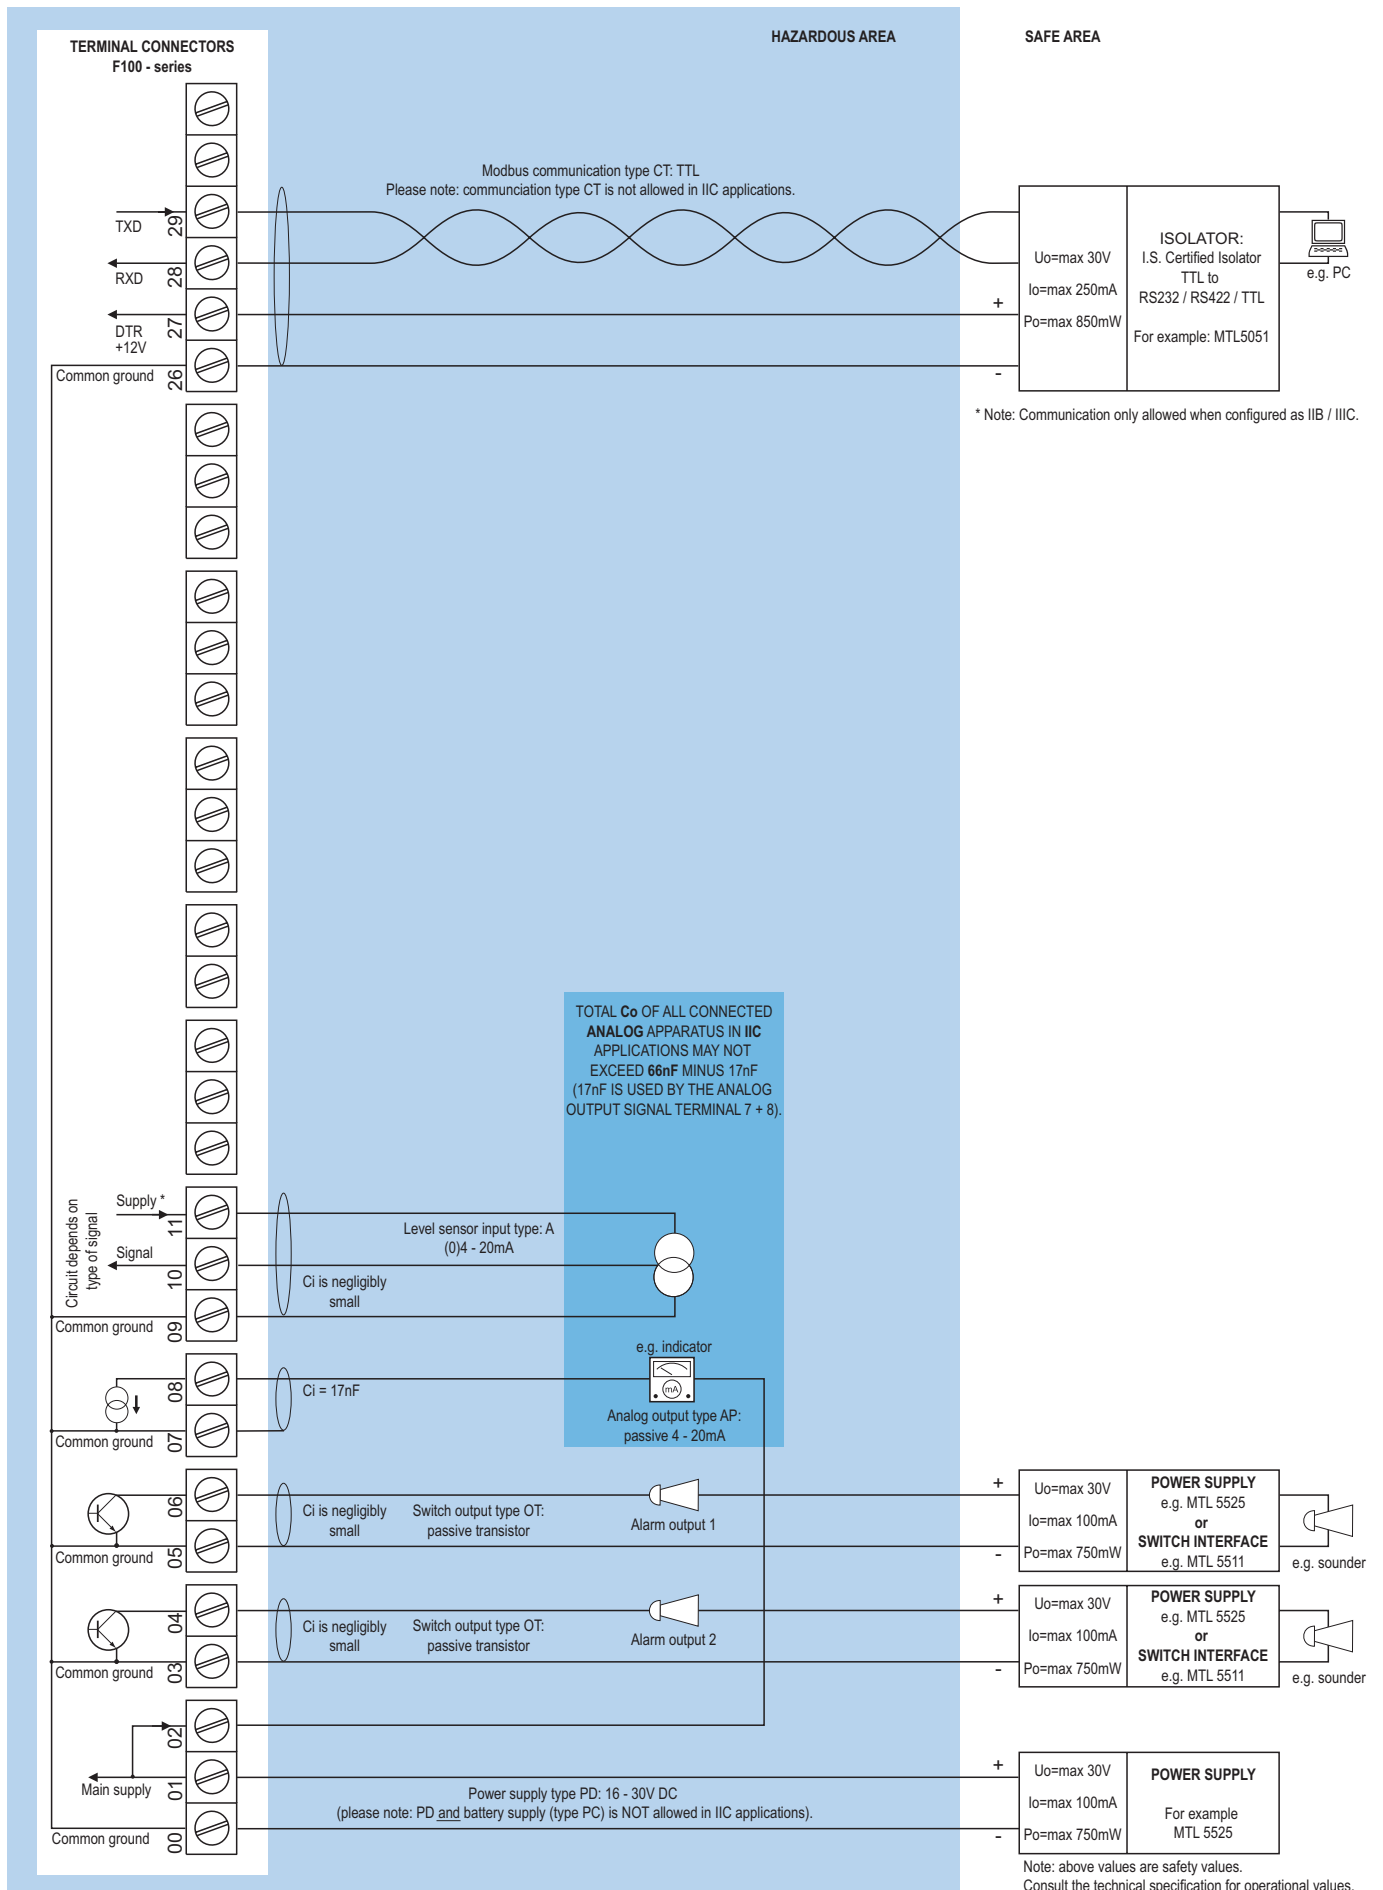 TERMINAL CONNECTORS
F100 - series
HAZARDOUS AREA
SAFE AREA
Modbus communication type CT: TTL
Please note: communciation type CT is not allowed in IIC applications.
TXD
29
RXD
28
DTR
+12V
27
Common ground
26
+
-
Uo=max 30V
Io=max 250mA
Po=max 850mW
ISOLATOR:
I.S. Certified Isolator
TTL to
RS232 / RS422 / TTL
For example: MTL5051
e.g. PC
* Note: Communication only allowed when configured as IIB / IIIC.
TOTAL Co OF ALL CONNECTED
ANALOG APPARATUS IN IIC
APPLICATIONS MAY NOT
EXCEED 66nF MINUS 17nF
(17nF IS USED BY THE ANALOG
OUTPUT SIGNAL TERMINAL 7 + 8).
Circuit depends on
type of signal
Supply *
11
Signal
10
Common ground
09
Level sensor input type: A
(0)4 - 20mA
Ci is negligibly
small
08
Common ground
07
Ci = 17nF
e.g. indicator
mA
Analog output type AP:
passive 4 - 20mA
06
Common ground
05
Ci is negligibly
small
Switch output type OT:
passive transistor
Alarm output 1
+
-
Uo=max 30V
Io=max 100mA
Po=max 750mW
POWER SUPPLY
e.g. MTL 5525
or
SWITCH INTERFACE
e.g. MTL 5511
e.g. sounder
04
Common ground
03
Ci is negligibly
small
Switch output type OT:
passive transistor
Alarm output 2
+
-
Uo=max 30V
Io=max 100mA
Po=max 750mW
POWER SUPPLY
e.g. MTL 5525
or
SWITCH INTERFACE
e.g. MTL 5511
e.g. sounder
02
Main supply
01
Common ground
00
Power supply type PD: 16 - 30V DC
(please note: PD and battery supply (type PC) is NOT allowed in IIC applications).
+
-
Uo=max 30V
Io=max 100mA
Po=max 750mW
POWER SUPPLY
For example
MTL 5525
Note: above values are safety values.
Consult the technical specification for operational values.